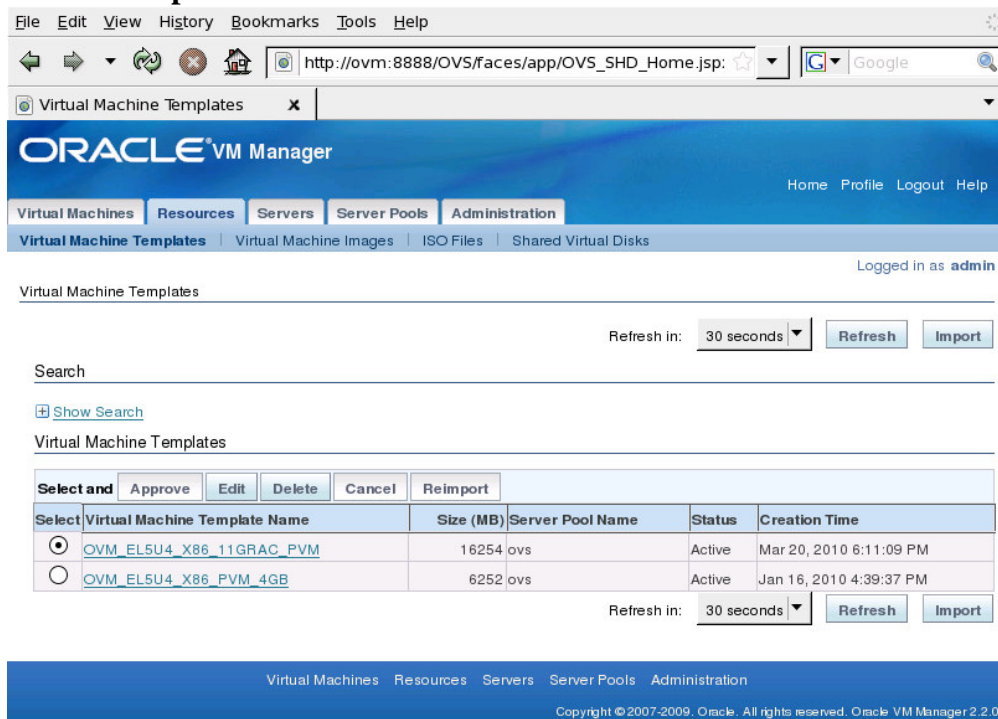 File Edit View History Bookmarks Tools Help
http://ovm:8888/OVS/faces/app/OVS_SHD_Home.jsp: G Google
Virtual Machine Templates x
ORACLE VM Manager
Home Profile Logout Help
Virtual Machines Resources Servers Server Pools Administration
Virtual Machine Templates | Virtual Machine Images | ISO Files | Shared Virtual Disks
Logged in as admin
Virtual Machine Templates
Refresh in: 30 seconds Refresh Import
Search
Show Search
Virtual Machine Templates
Select and Approve Edit Delete Cancel Reimport
Select Virtual Machine Template Name Size (MB) Server Pool Name Status Creation Time
OVM_EL5U4_X86_11GRAC_PVM 16254 ovs Active Mar 20, 2010 6:11:09 PM
OVM_EL5U4_X86_PVM_4GB 6252 ovs Active Jan 16, 2010 4:39:37 PM
Refresh in: 30 seconds Refresh Import
Virtual Machines Resources Servers Server Pools Administration
Copyright © 2007-2009. Oracle. All rights reserved. Oracle VM Manager 2.2.0